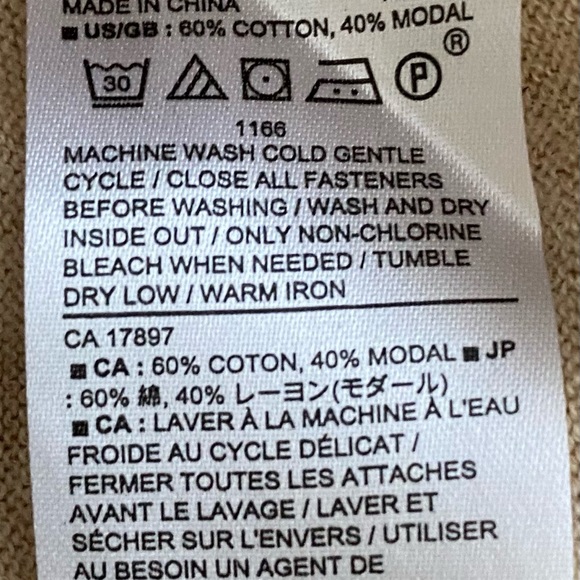 MADE IN CHINA
US/GB : 60% COTTON, 40% MODAL
®
30 P
1166
MACHINE WASH COLD GENTLE
CYCLE / CLOSE ALL FASTENERS
BEFORE WASHING / WASH AND DRY
INSIDE OUT / ONLY NON-CHLORINE
BLEACH WHEN NEEDED / TUMBLE
DRY LOW / WARM IRON
CA 17897
CA : 60% COTON, 40% MODAL JP
: 60% 綿, 40% レーヨン(モダール)
CA : LAVER À LA MACHINE À L'EAU
FROIDE AU CYCLE DÉLICAT /
FERMER TOUTES LES ATTACHES
AVANT LE LAVAGE / LAVER ET
SÉCHER SUR L'ENVERS / UTILISER
AU BESOIN UN AGENT DE